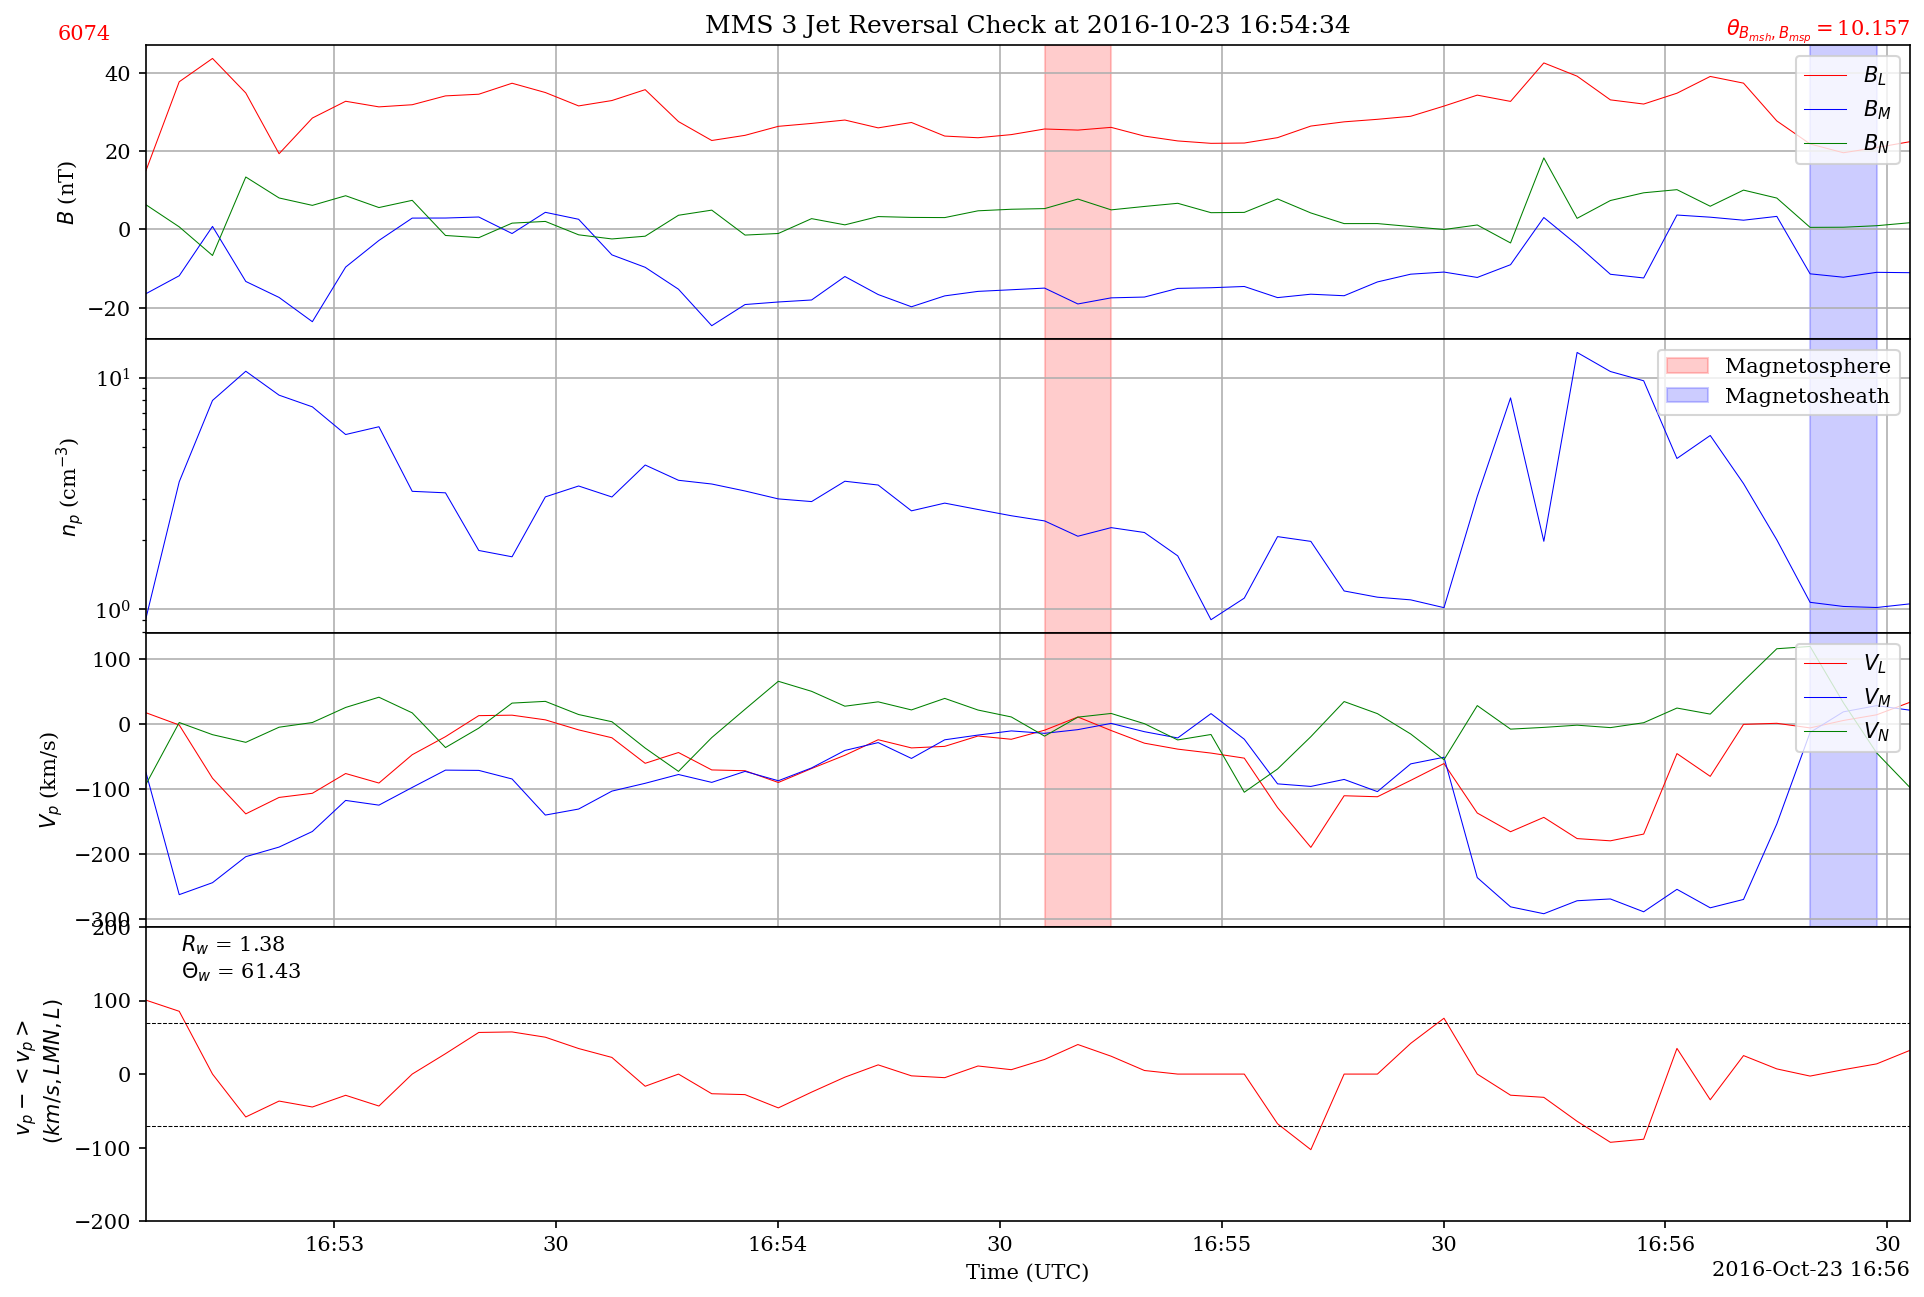 MMS 3 Jet Reversal Check at 2016-10-23 16:54:34
6074
θ_{B_{msh}, B_{msp}} = 10.157
40
20
0
−20
B (nT)
B_L
B_M
B_N
10^1
10^0
n_p (cm^{−3})
Magnetosphere
Magnetosheath
100
0
−100
−200
−300
V_p (km/s)
V_L
V_M
V_N
200
100
0
−100
−200
v_p − < v_p >
(km/s, LMN, L)
R_w = 1.38
Θ_w = 61.43
16:53
30
16:54
30
16:55
30
16:56
30
Time (UTC)
2016-Oct-23 16:56